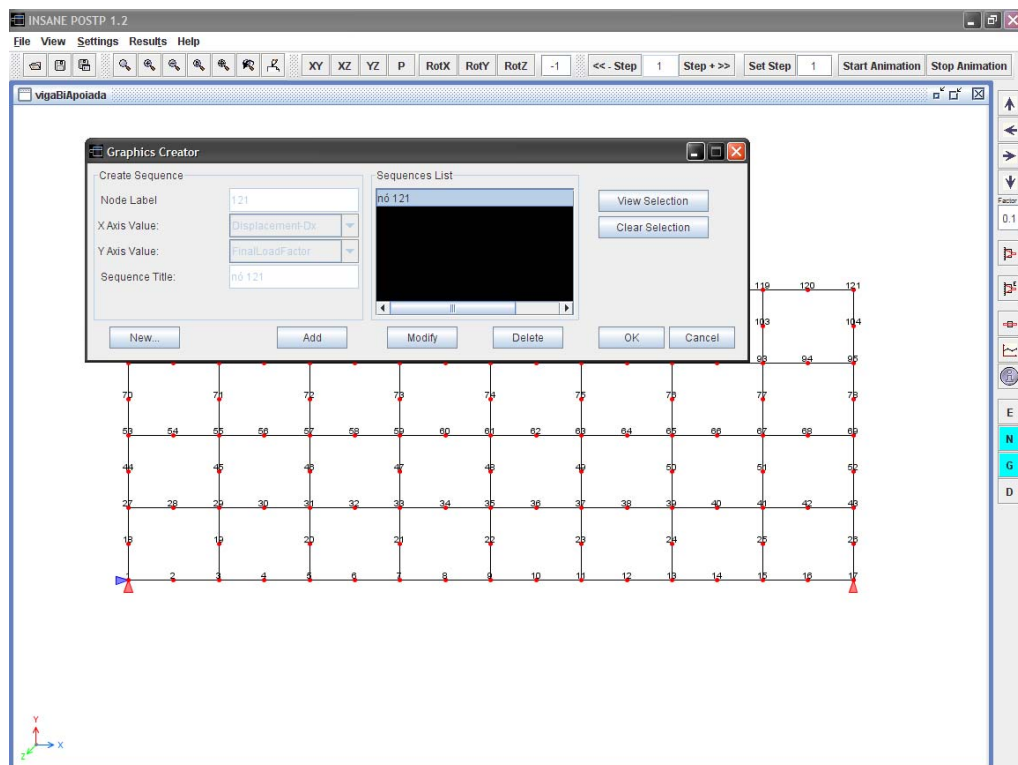 INSANE POSTP 1.2
File View Settings Results Help
XY XZ YZ P RotX RotY RotZ -1 << - Step 1 Step + >> Set Step 1 Start Animation Stop Animation
vigaBiApoiada
Graphics Creator
Create Sequence
Node Label 121
X Axis Value: Displacement-Dx
Y Axis Value: FinalLoadFactor
Sequence Title: nó 121
Sequences List
nó 121
View Selection
Clear Selection
New... Add Modify Delete OK Cancel
Factor
0.1
E
N
G
D
119 120 121
103 104
93 94 95
70 71 72 73 74 75 76 77 78
53 54 55 56 57 58 59 60 61 62 63 64 65 66 67 68 69
44 45 46 47 48 49 50 51 52
27 28 29 30 31 32 33 34 35 36 37 38 39 40 41 42 43
18 19 20 21 22 23 24 25 26
1 2 3 4 5 6 7 8 9 10 11 12 13 14 15 16 17
Y
X
Z